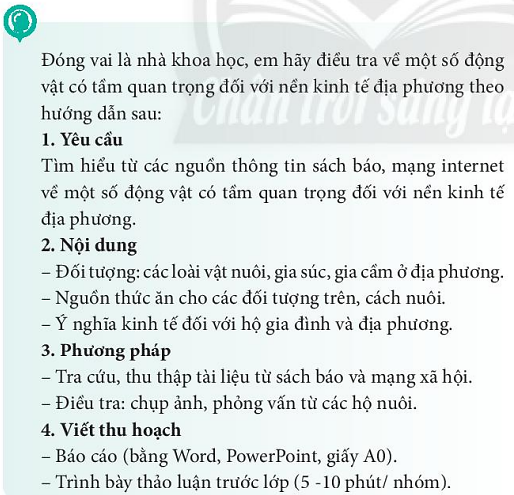 Đóng vai là nhà khoa học, em hãy điều tra về một số động
vật có tầm quan trọng đối với nền kinh tế địa phương theo
hướng dẫn sau:
1. Yêu cầu
Tìm hiểu từ các nguồn thông tin sách báo, mạng internet
về một số động vật có tầm quan trọng đối với nền kinh tế
địa phương.
2. Nội dung
– Đối tượng: các loài vật nuôi, gia súc, gia cầm ở địa phương.
– Nguồn thức ăn cho các đối tượng trên, cách nuôi.
– Ý nghĩa kinh tế đối với hộ gia đình và địa phương.
3. Phương pháp
– Tra cứu, thu thập tài liệu từ sách báo và mạng xã hội.
– Điều tra: chụp ảnh, phỏng vấn từ các hộ nuôi.
4. Viết thu hoạch
– Báo cáo (bằng Word, PowerPoint, giấy A0).
– Trình bày thảo luận trước lớp (5 -10 phút/ nhóm).
Chân trời sáng tạ